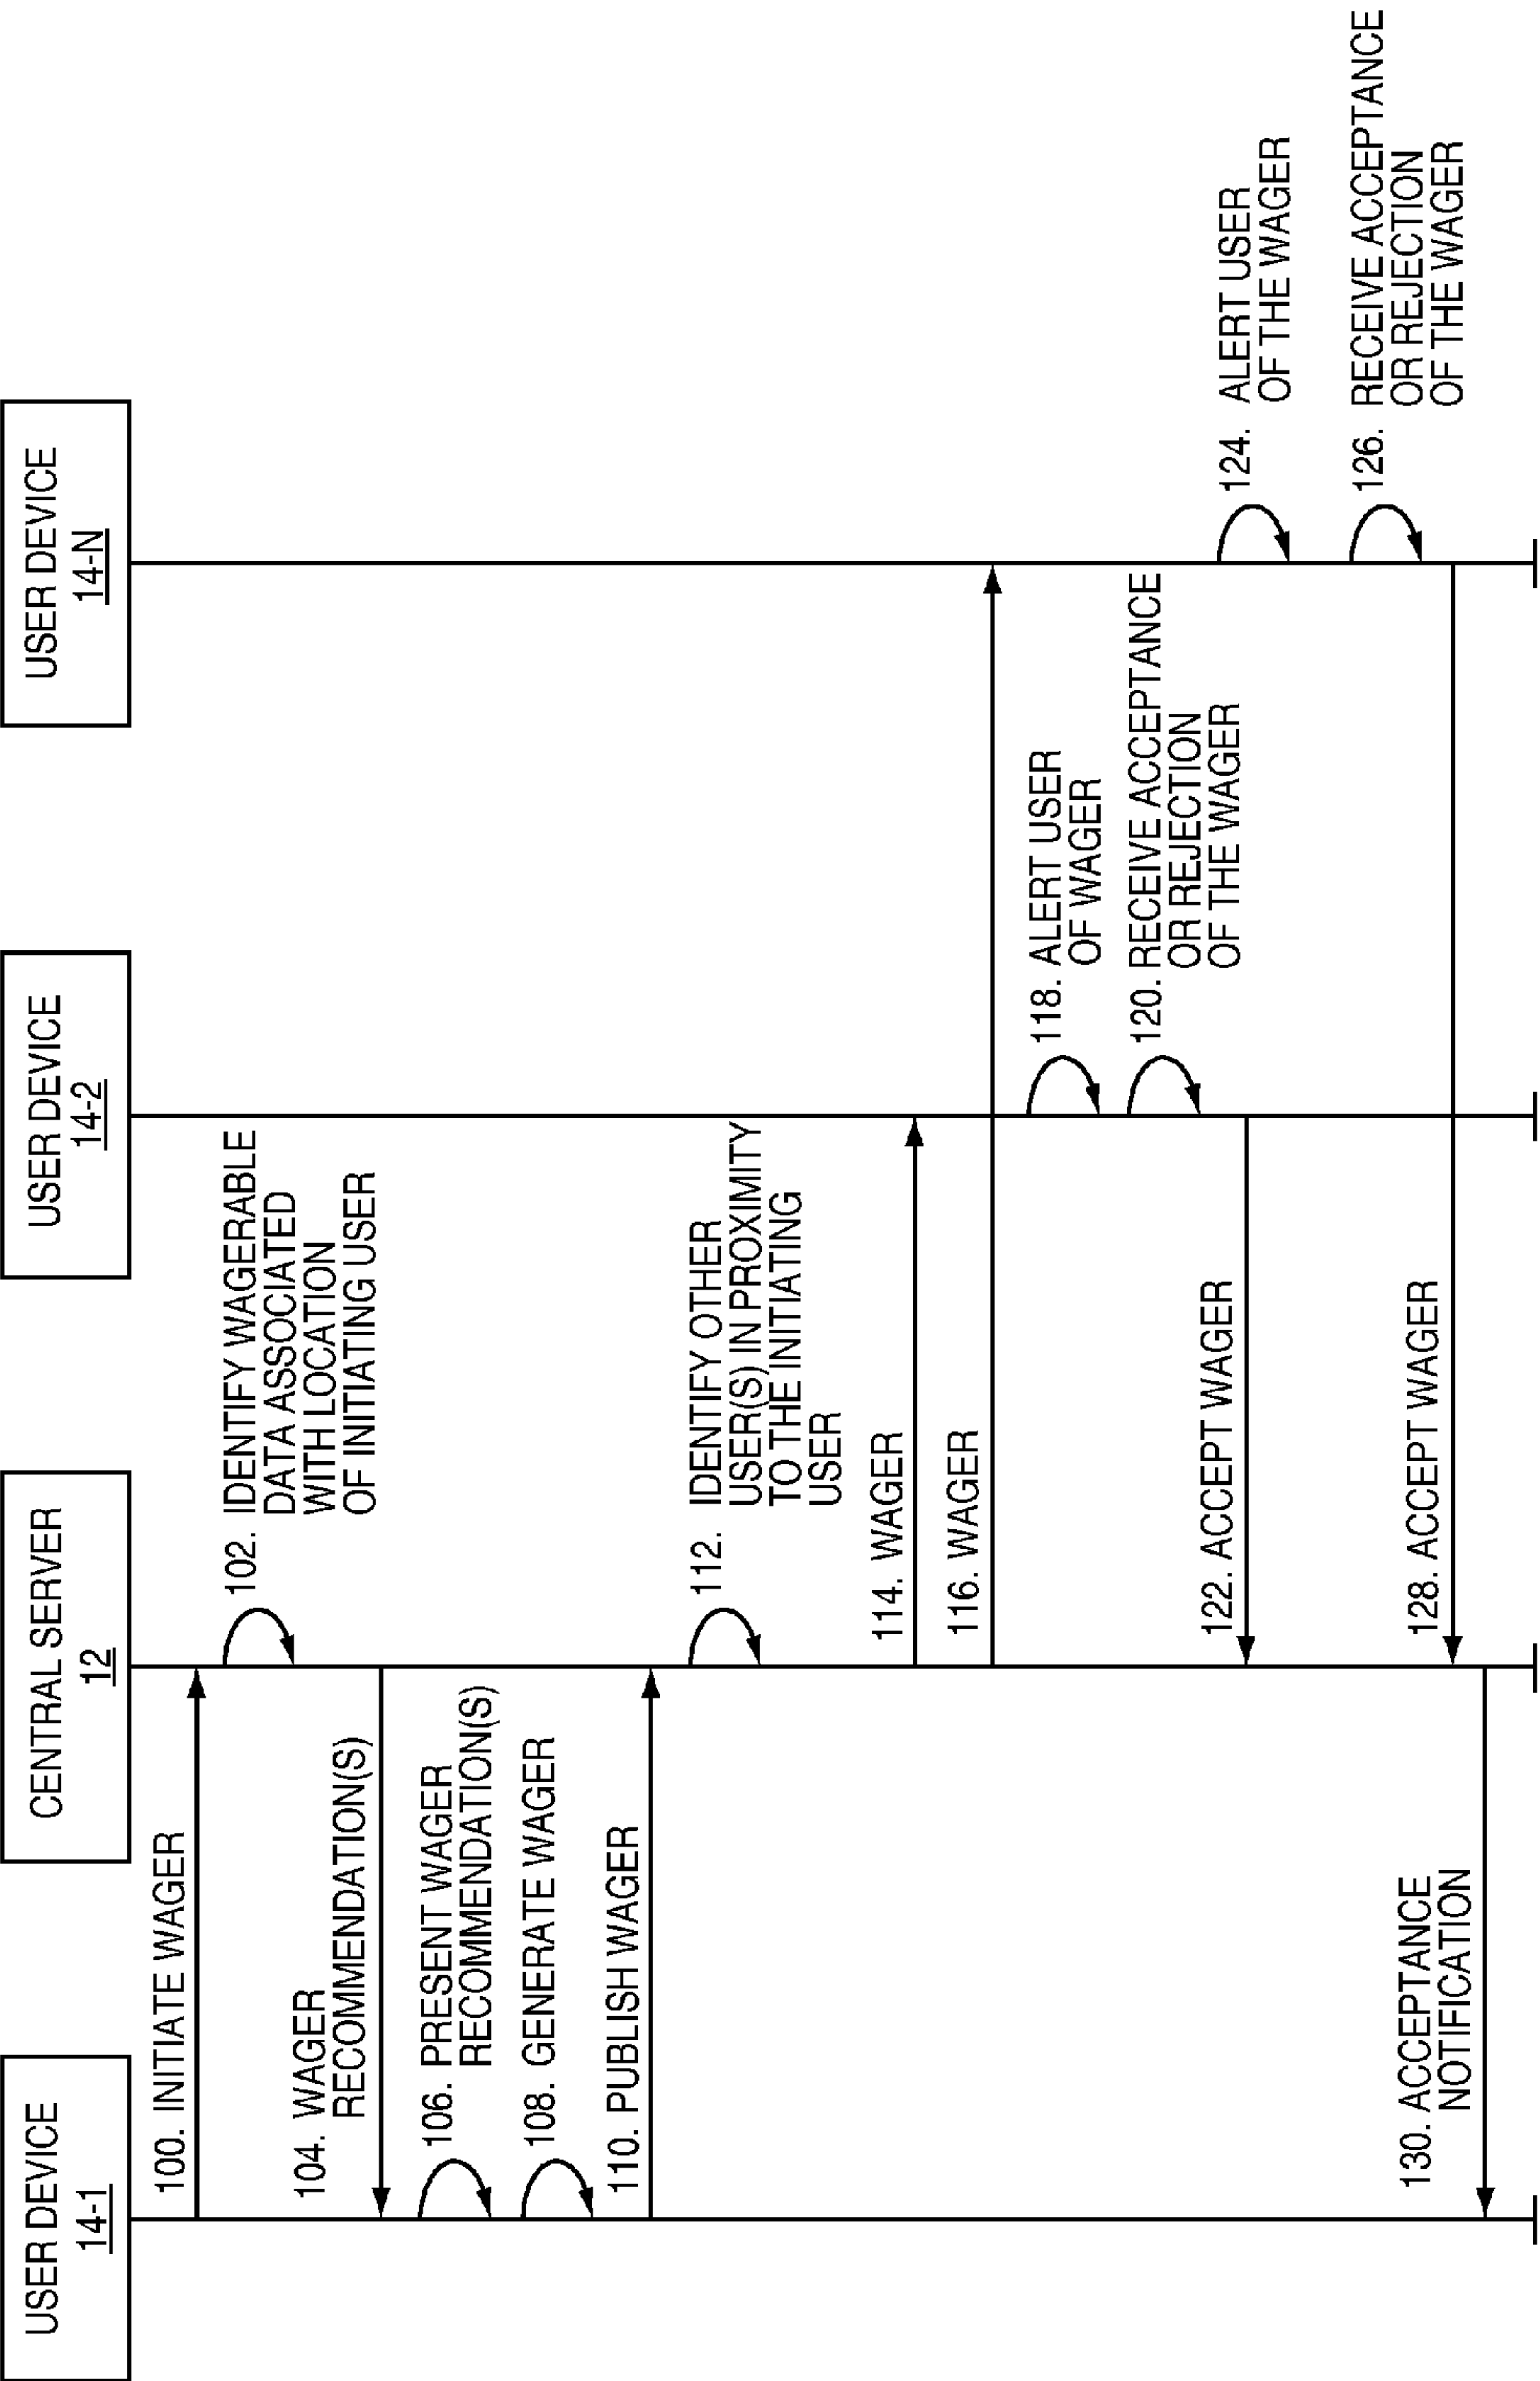 USER DEVICE
14-1
CENTRAL SERVER
12
USER DEVICE
14-2
USER DEVICE
14-N
100. INITIATE WAGER
102. IDENTIFY WAGERABLE
DATA ASSOCIATED
WITH LOCATION
OF INITIATING USER
104. WAGER
RECOMMENDATION(S)
106. PRESENT WAGER
RECOMMENDATION(S)
108. GENERATE WAGER
110. PUBLISH WAGER
112. IDENTIFY OTHER
USER(S) IN PROXIMITY
TO THE INITIATING
USER
114. WAGER
116. WAGER
118. ALERT USER
OF WAGER
120. RECEIVE ACCEPTANCE
OR REJECTION
OF THE WAGER
122. ACCEPT WAGER
124. ALERT USER
OF THE WAGER
126. RECEIVE ACCEPTANCE
OR REJECTION
OF THE WAGER
128. ACCEPT WAGER
130. ACCEPTANCE
NOTIFICATION